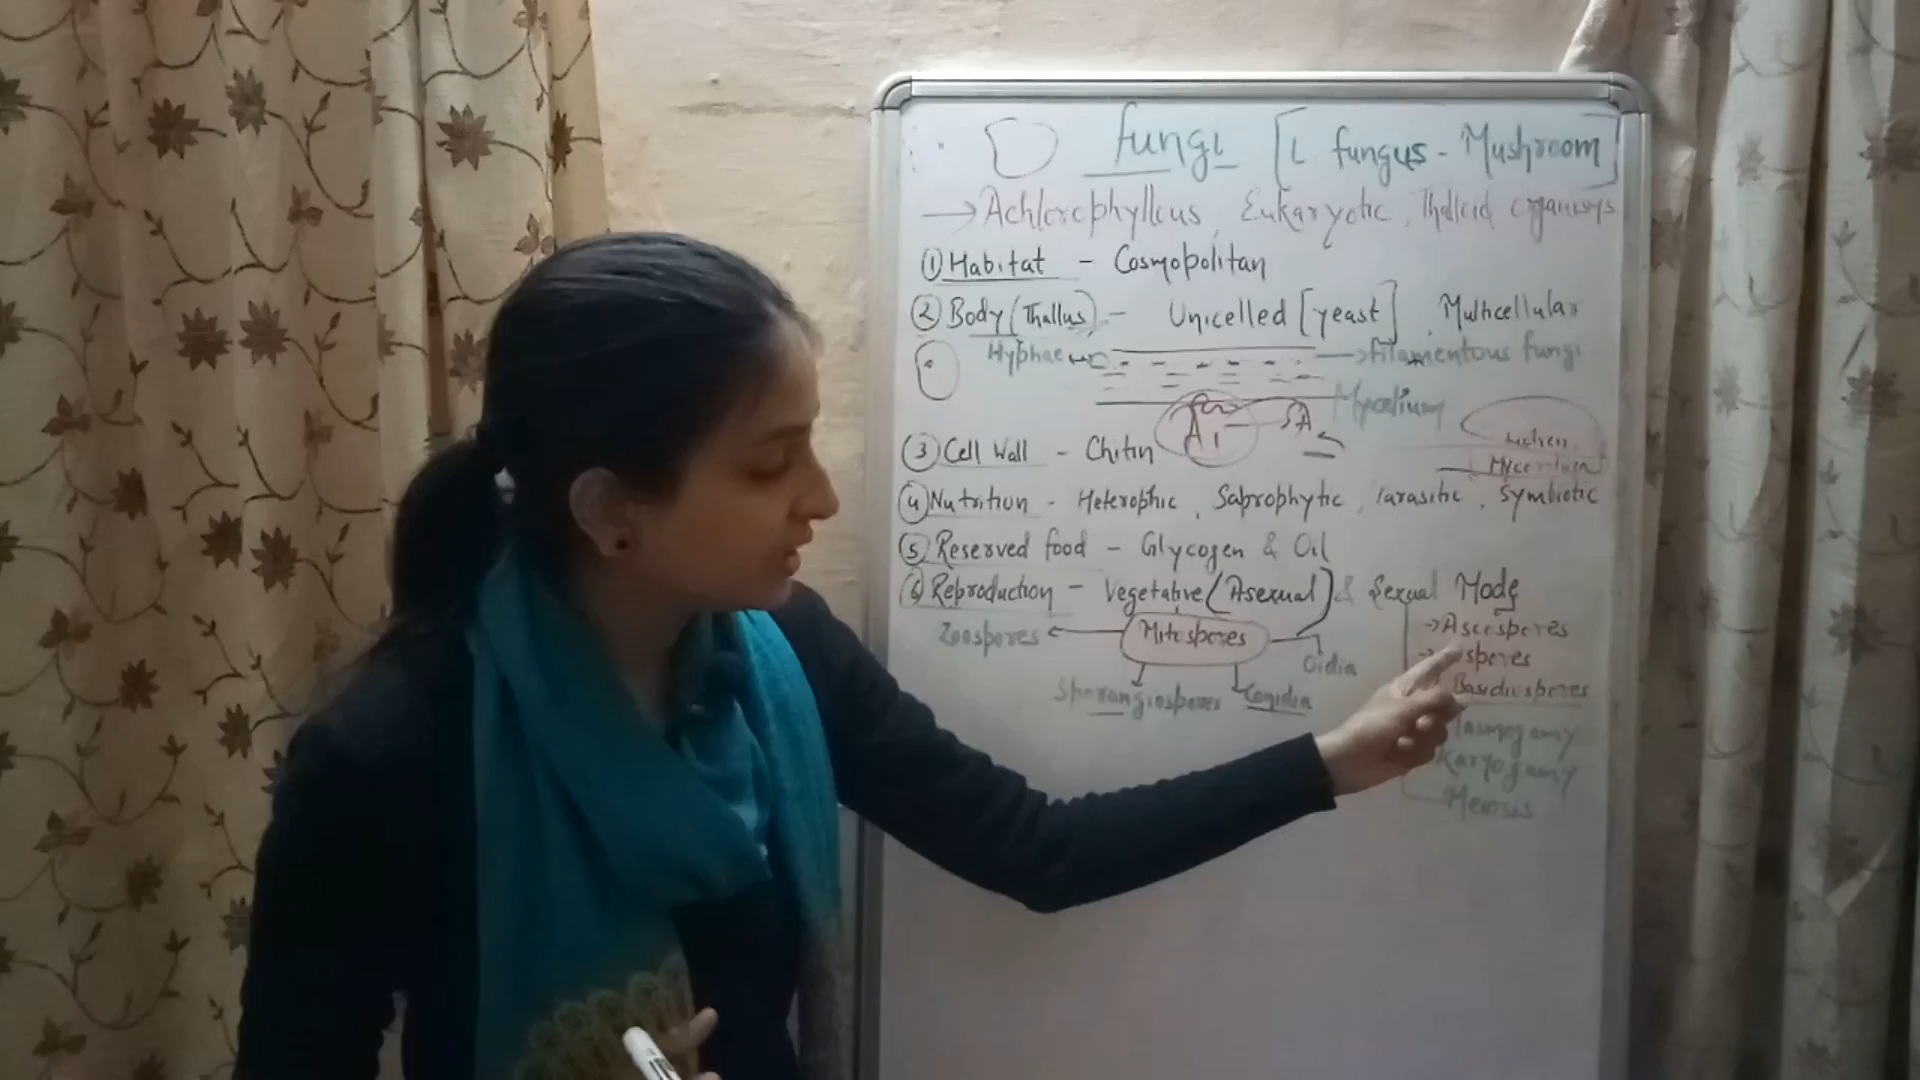 Fungi [L fungus - Mushroom]
→ Achlorophyllous, Eukaryotic, Thalloid organisms
① Habitat - Cosmopolitan
② Body (Thallus) - Unicelled [yeast], Multicellular
Hyphae → Filamentous fungi
Mycelium
Lichen,
③ Cell Wall - Chitin
④ Nutrition - Heterophic, Saprophytic, Parasitic, Symbiotic
⑤ Reserved food - Glycogen & Oil
⑥ Reproduction - Vegetative (Asexual) & Sexual Mode
Zoospores ← Mitospores
Oidia
Sporangiospores Conidia
→ Ascospores
Basidiospores
Karyogamy
Meiosis